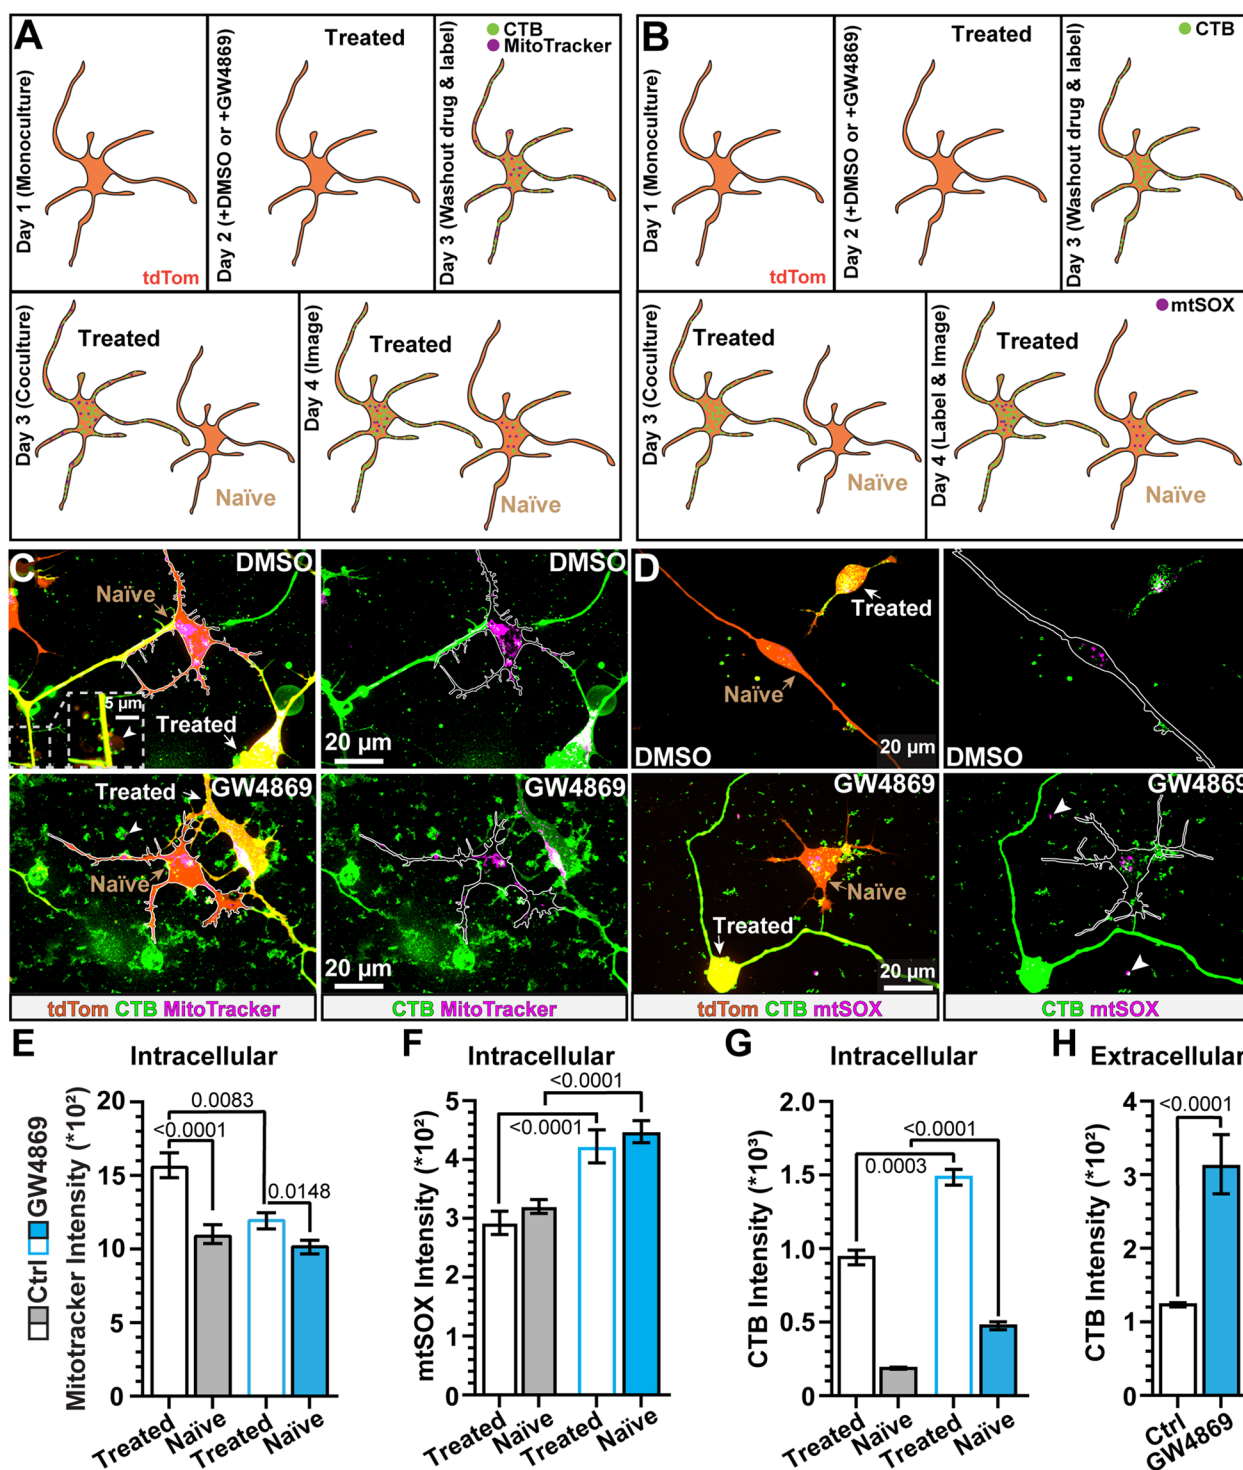 A
Day 1 (Monoculture)
tdTom
Day 2 (+DMSO or +GW4869)
Treated
Day 3 (Washout drug & label)
CTB
MitoTracker
Day 3 (Coculture)
Treated
Naïve
Day 4 (Image)
Treated
Naïve
B
Day 1 (Monoculture)
tdTom
Day 2 (+DMSO or +GW4869)
Treated
Day 3 (Washout drug & label)
CTB
Day 3 (Coculture)
Treated
Naïve
Day 4 (Label & Image)
mtSOX
Treated
Naïve
C
DMSO
Naïve
5 µm
Treated
DMSO
20 µm
GW4869
Treated
Naïve
GW4869
20 µm
tdTom CTB MitoTracker
CTB MitoTracker
D
Treated
Naïve
DMSO
20 µm
DMSO
GW4869
Naïve
Treated
20 µm
GW4869
tdTom CTB mtSOX
CTB mtSOX
E
Intracellular
Ctrl
GW4869
Mitotracker Intensity (*10²)
20
15
10
5
0
0.0083
<0.0001
0.0148
Treated
Naïve
Treated
Naïve
F
Intracellular
mtSOX Intensity (*10²)
5
4
3
2
1
0
<0.0001
<0.0001
Treated
Naïve
Treated
Naïve
G
Intracellular
CTB Intensity (*10³)
2.0
1.5
1.0
0.5
0
<0.0001
0.0003
Treated
Naïve
Treated
Naïve
H
Extracellular
CTB Intensity (*10²)
4
3
2
1
0
<0.0001
Ctrl
GW4869